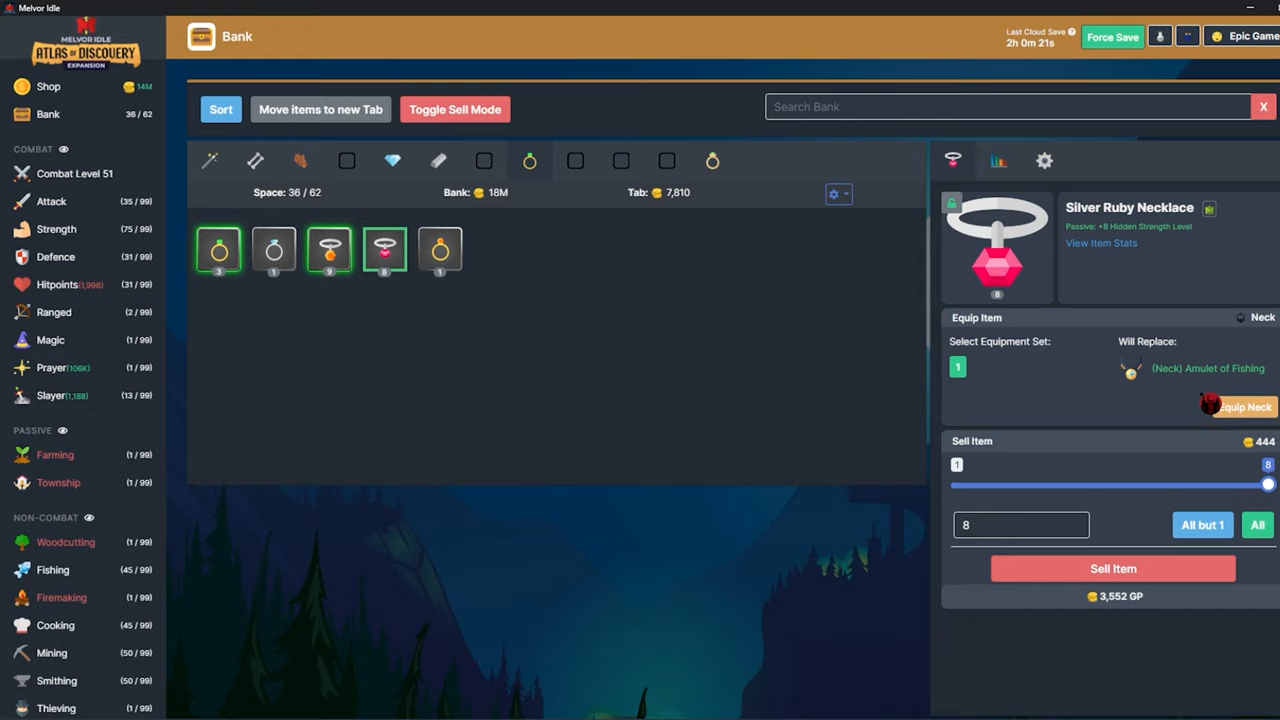 Melvor Idle
MELVOR IDLE
ATLAS OF DISCOVERY
EXPANSION
Bank
Last Cloud Save
2h 0m 21s
Force Save
Epic Game
Shop
14M
Bank
36 / 62
Sort
Move items to new Tab
Toggle Sell Mode
Search Bank
X
COMBAT
Combat Level 51
Attack
(35 / 99)
Strength
(75 / 99)
Defence
(31 / 99)
Hitpoints(1,998)
(31 / 99)
Ranged
(2 / 99)
Magic
(1 / 99)
Prayer(106K)
(1 / 99)
Slayer(1,188)
(13 / 99)
PASSIVE
Farming
(1 / 99)
Township
(1 / 99)
NON-COMBAT
Woodcutting
(1 / 99)
Fishing
(45 / 99)
Firemaking
(1 / 99)
Cooking
(45 / 99)
Mining
(50 / 99)
Smithing
(50 / 99)
Thieving
(1 / 99)
Space: 36 / 62
Bank: 18M
Tab: 7,810
3
1
9
8
1
Silver Ruby Necklace
Passive: +8 Hidden Strength Level
View Item Stats
8
Equip Item
Neck
Select Equipment Set:
Will Replace:
1
(Neck) Amulet of Fishing
Equip Neck
Sell Item
444
1
8
8
All but 1
All
Sell Item
3,552 GP